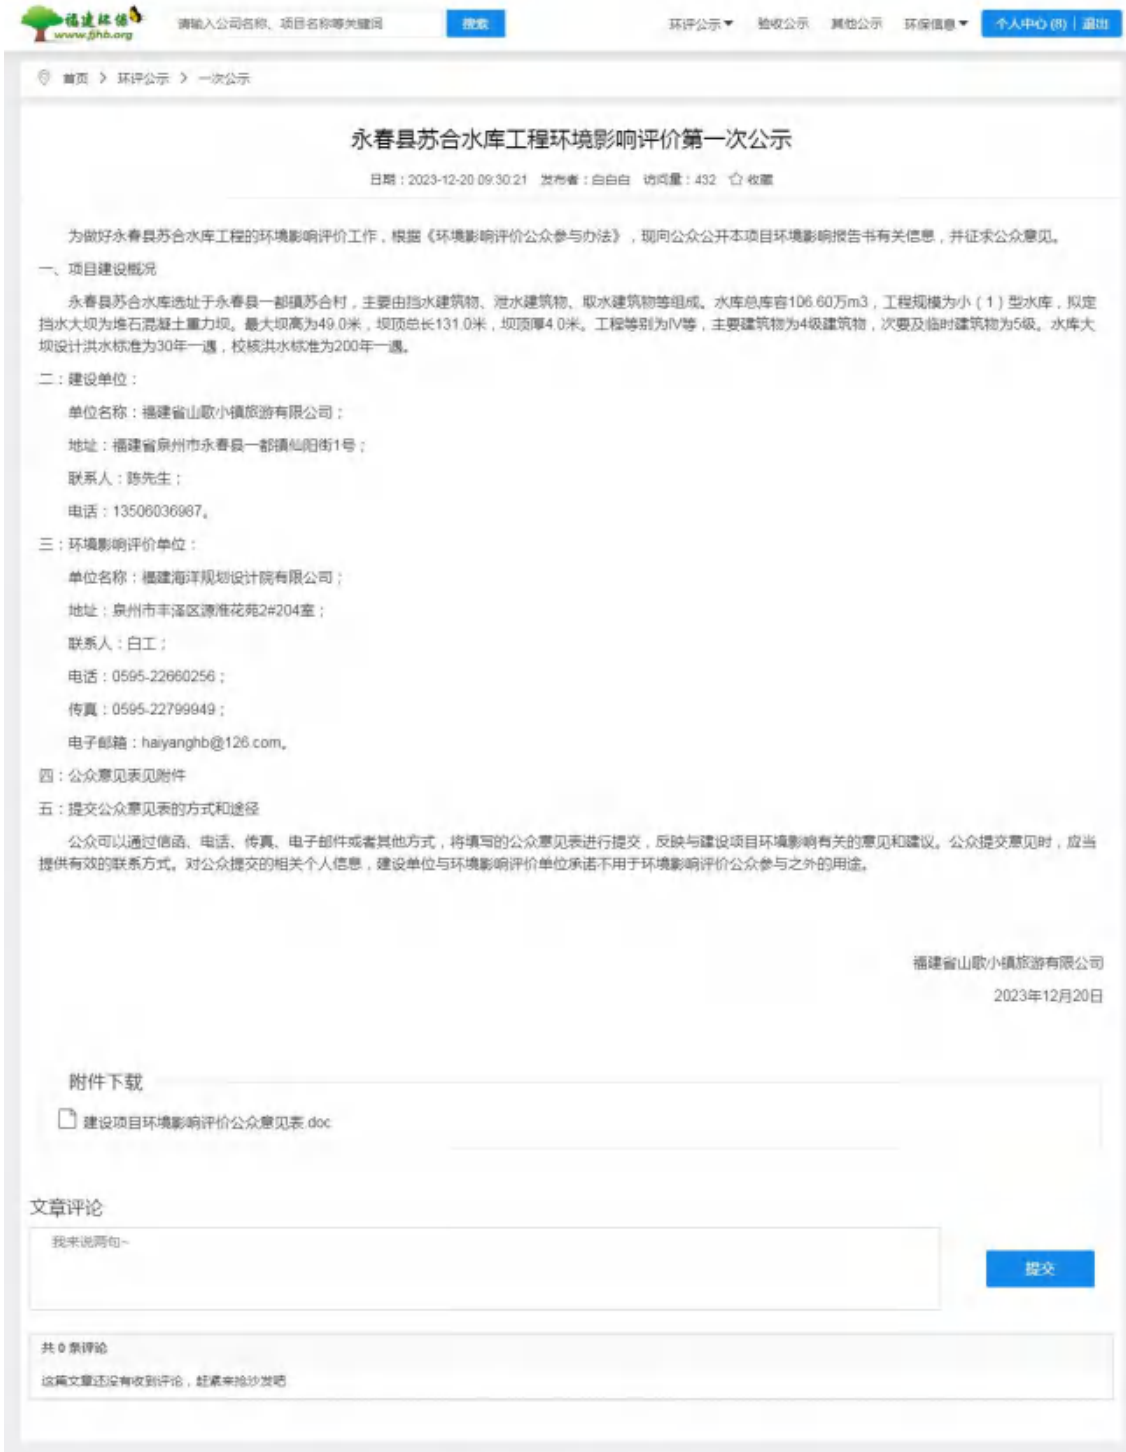 福建环保
www.fjhb.org
请输入公司名称、项目名称等关键词
搜索
环评公示
验收公示
其他公示
环保信息
个人中心 (8) | 退出
首页 > 环评公示 > 一次公示
永春县苏合水库工程环境影响评价第一次公示
日期：2023-12-20 09:30:21 发布者：白白白 访问量：432 收藏
为做好永春县苏合水库工程的环境影响评价工作，根据《环境影响评价公众参与办法》，现向公众公开本项目环境影响报告书有关信息，并征求公众意见。
一、项目建设概况
永春县苏合水库选址于永春县一都镇苏合村，主要由挡水建筑物、泄水建筑物、取水建筑物等组成。水库总库容106.60万m3，工程规模为小（1）型水库，拟定
挡水大坝为堆石混凝土重力坝。最大坝高为49.0米，坝顶总长131.0米，坝顶厚4.0米。工程等别为IV等，主要建筑物为4级建筑物，次要及临时建筑物为5级。水库大
坝设计洪水标准为30年一遇，校核洪水标准为200年一遇。
二：建设单位：
单位名称：福建省山歌小镇旅游有限公司；
地址：福建省泉州市永春县一都镇仙阳街1号；
联系人：陈先生；
电话：13506036987。
三：环境影响评价单位：
单位名称：福建海洋规划设计院有限公司；
地址：泉州市丰泽区源淮花苑2#204室；
联系人：白工；
电话：0595-22660256；
传真：0595-22799949；
电子邮箱：haiyanghb@126.com。
四：公众意见表见附件
五：提交公众意见表的方式和途径
公众可以通过信函、电话、传真、电子邮件或者其他方式，将填写的公众意见表进行提交，反映与建设项目环境影响有关的意见和建议。公众提交意见时，应当
提供有效的联系方式。对公众提交的相关个人信息，建设单位与环境影响评价单位承诺不用于环境影响评价公众参与之外的用途。
福建省山歌小镇旅游有限公司
2023年12月20日
附件下载
建设项目环境影响评价公众意见表.doc
文章评论
我来说两句~
提交
共 0 条评论
这篇文章还没有收到评论，赶紧来抢沙发吧